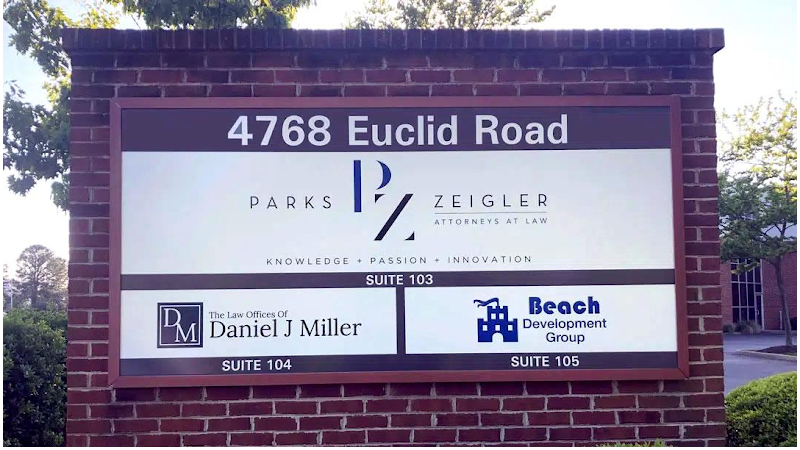 4768 Euclid Road
PARKS PZ ZEIGLER
ATTORNEYS AT LAW
KNOWLEDGE + PASSION + INNOVATION
SUITE 103
DM
The Law Offices Of
Daniel J Miller
SUITE 104
Beach
Development
Group
SUITE 105